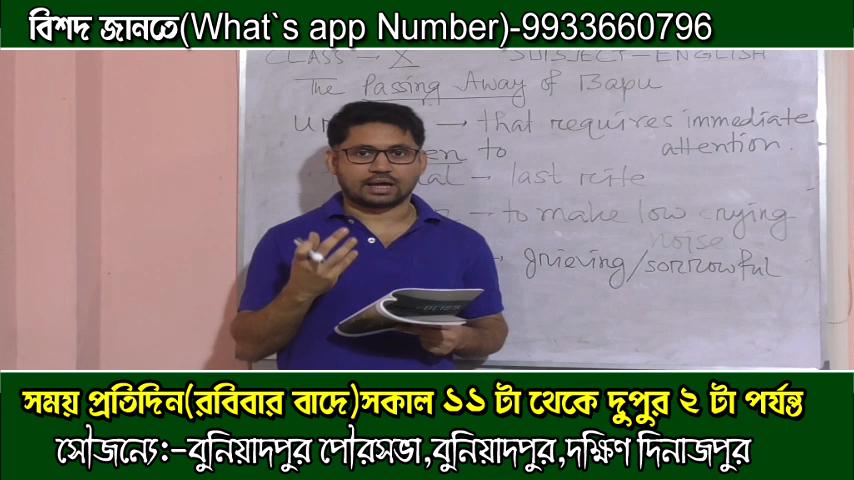 বিশদ জানতে(What`s app Number)-9933660796
CLASS → X SUBJECT - ENGLISH
The Passing Away of Bapu
→ that requires immediate
to attention.
- last rite
- to make low crying
noise
grieving/sorrowful
সময় প্রতিদিন(রবিবার বাদে)সকাল ১১ টা থেকে দুপুর ২ টা পর্যন্ত
সৌজন্যে:-বুনিয়াদপুর পৌরসভা,বুনিয়াদপুর,দক্ষিণ দিনাজপুর